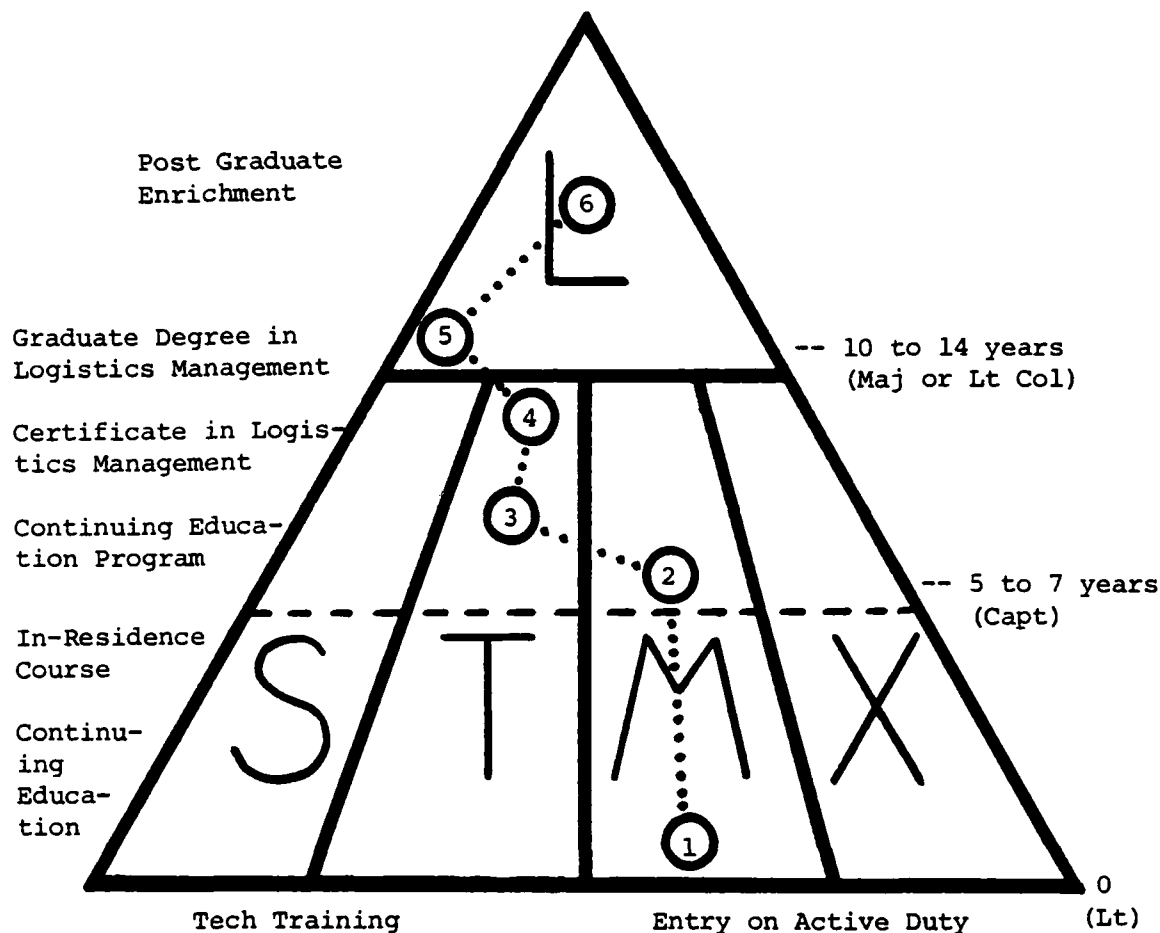 Post Graduate
Enrichment
L
6
5
Graduate Degree in
Logistics Management
-- 10 to 14 years
(Maj or Lt Col)
4
Certificate in Logis-
tics Management
3
Continuing Educa-
tion Program
2
-- 5 to 7 years
(Capt)
In-Residence
Course
S T M X
Continu-
ing
Educa-
tion
1
0
(Lt)
Tech Training
Entry on Active Duty